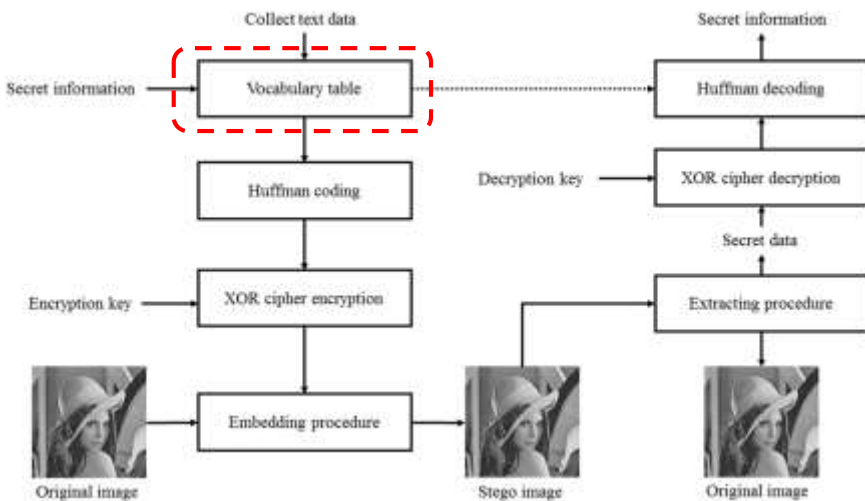 Collect text data
Secret information
Secret information
Vocabulary table
Huffman decoding
Huffman coding
Decryption key
XOR cipher decryption
Secret data
Encryption key
XOR cipher encryption
Extracting procedure
Embedding procedure
Original image
Stego image
Original image